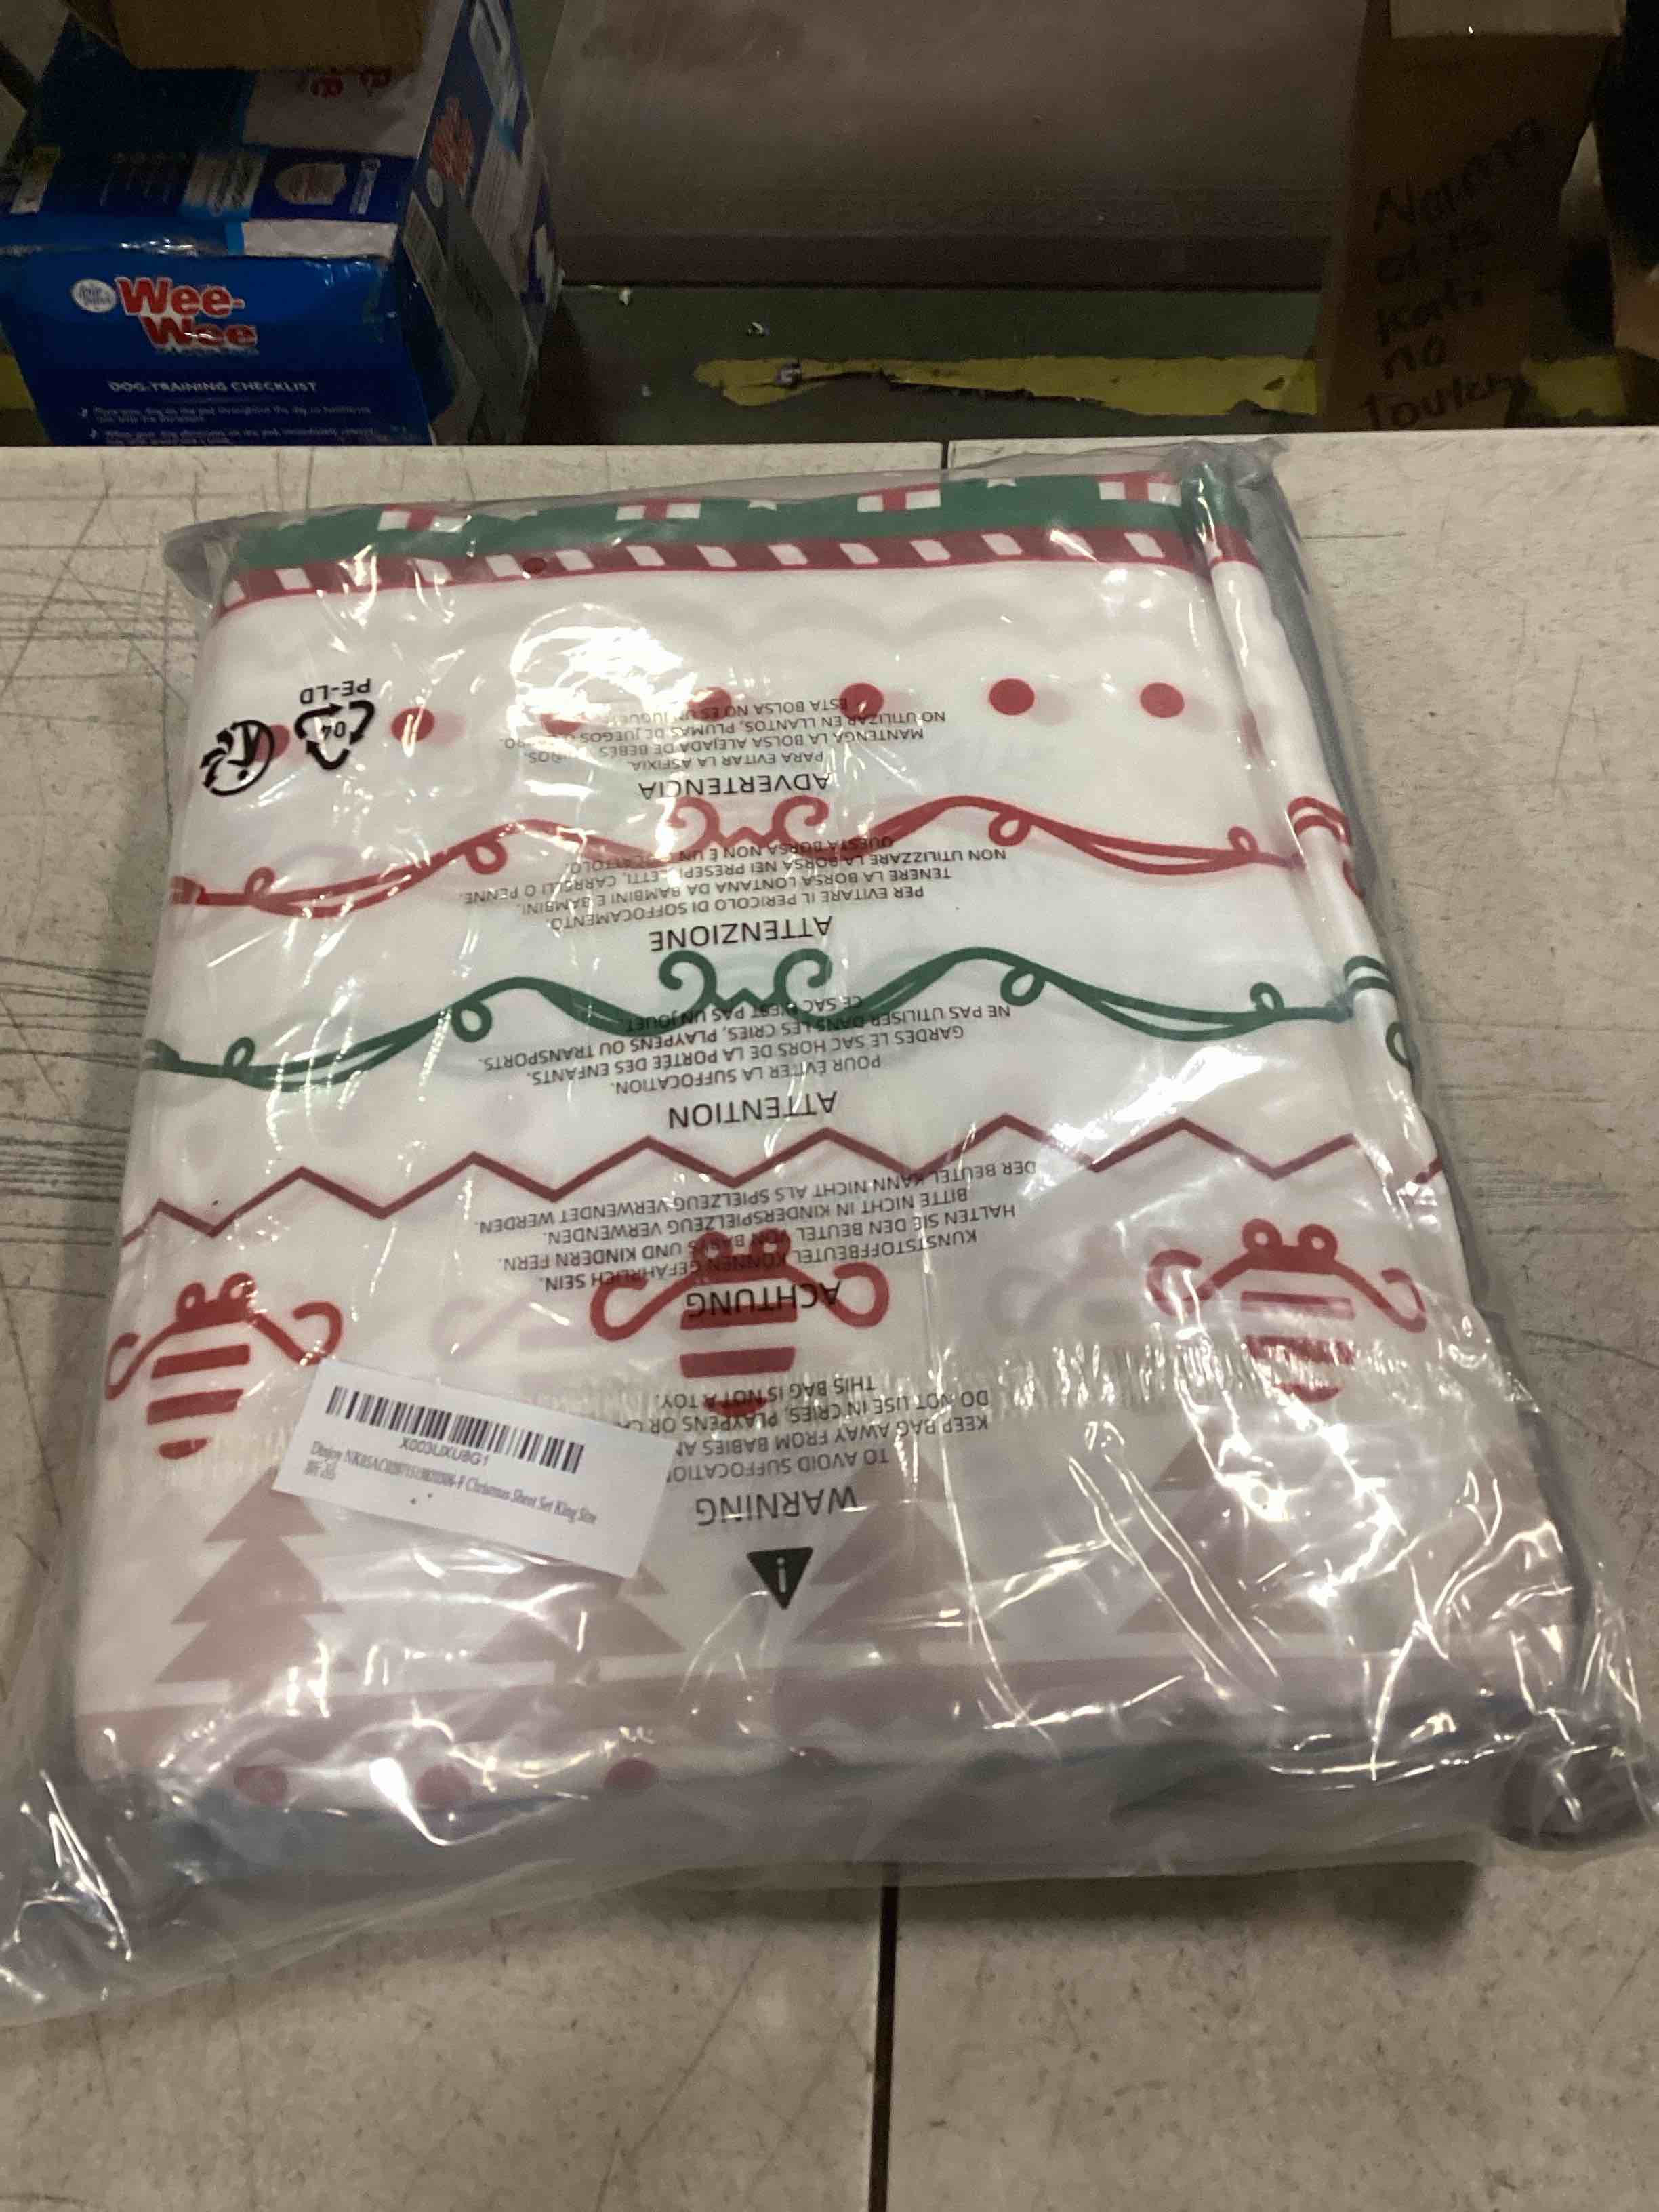 Wee-
Wee
DOG TRAINING CHECKLIST
no
PE-LD
04
WARNING
TO AVOID SUFFOCATIO
KEEP BAG AWAY FROM BABIES AN
DO NOT USE IN CRIES, PLAYPENS OR
THIS BAG IS NOT A TOY.
ACHTUNG
KUNSTSTOFFBEUTEL KÖNNEN GEFÄHRLICH SEIN.
HALTEN SIE DEN BEUTEL VON BABYS UND KINDERN FERN.
BITTE NICHT IN KINDERSPIELZEUG VERWENDEN.
DER BEUTEL KANN NICHT ALS SPIELZEUG VERWENDET WERDEN.
ATTENTION
POUR ÉVITER LA SUFFOCATION.
GARDES LE SAC HORS DE LA PORTÉE DES ENFANTS.
NE PAS UTILISER DANS LES CRIES, PLAYPENS OU TRANSPORTS.
CE SAC N'EST PAS UN JOUET.
ATTENZIONE
PER EVITARE IL PERICOLO DI SOFFOCAMENTO.
TENERE LA BORSA LONTANA DA BAMBINI E BAMBINI.
NON UTILIZZARE LA BORSA NEI PRESEPI, LETTI, CARRELLI O PENNE.
QUESTA BORSA NON È UN
ADVERTENCIA
PARA EVITAR LA ASFIXIA.
MANTENGA LA BOLSA ALEJADA DE BEBÉS
NO UTILIZAR EN LLANTOS, PLUMAS DE JUEGOS
ESTA BOLSA NO ES UN
X003UXU8G1
Christmas Sheet Set King Size